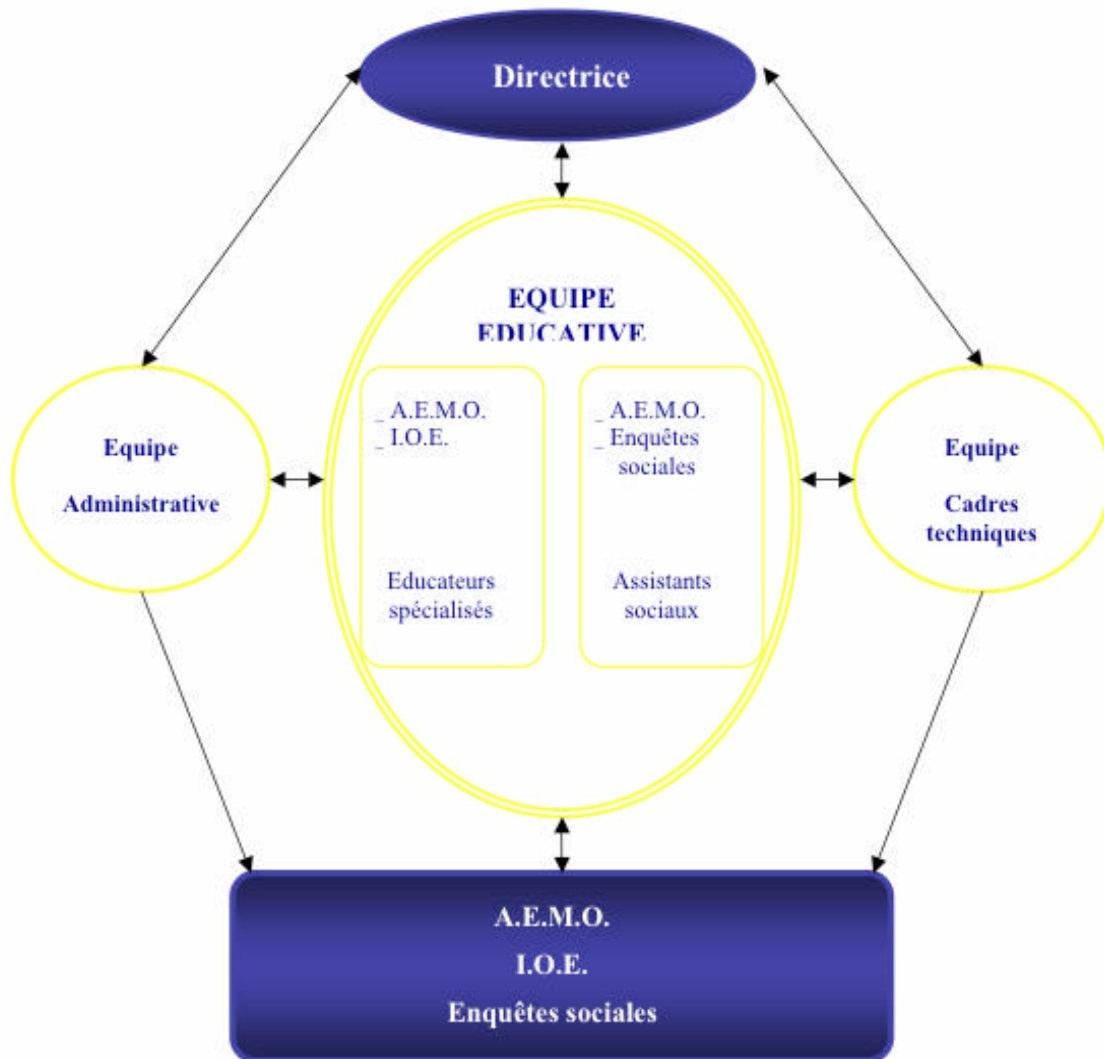 Directrice
EQUIPE
EDUCATIVE
_ A.E.M.O.
_ I.O.E.
Educateurs
spécialisés
_ A.E.M.O.
_ Enquêtes
sociales
Assistants
sociaux
Equipe
Administrative
Equipe
Cadres
techniques
A.E.M.O.
I.O.E.
Enquêtes sociales